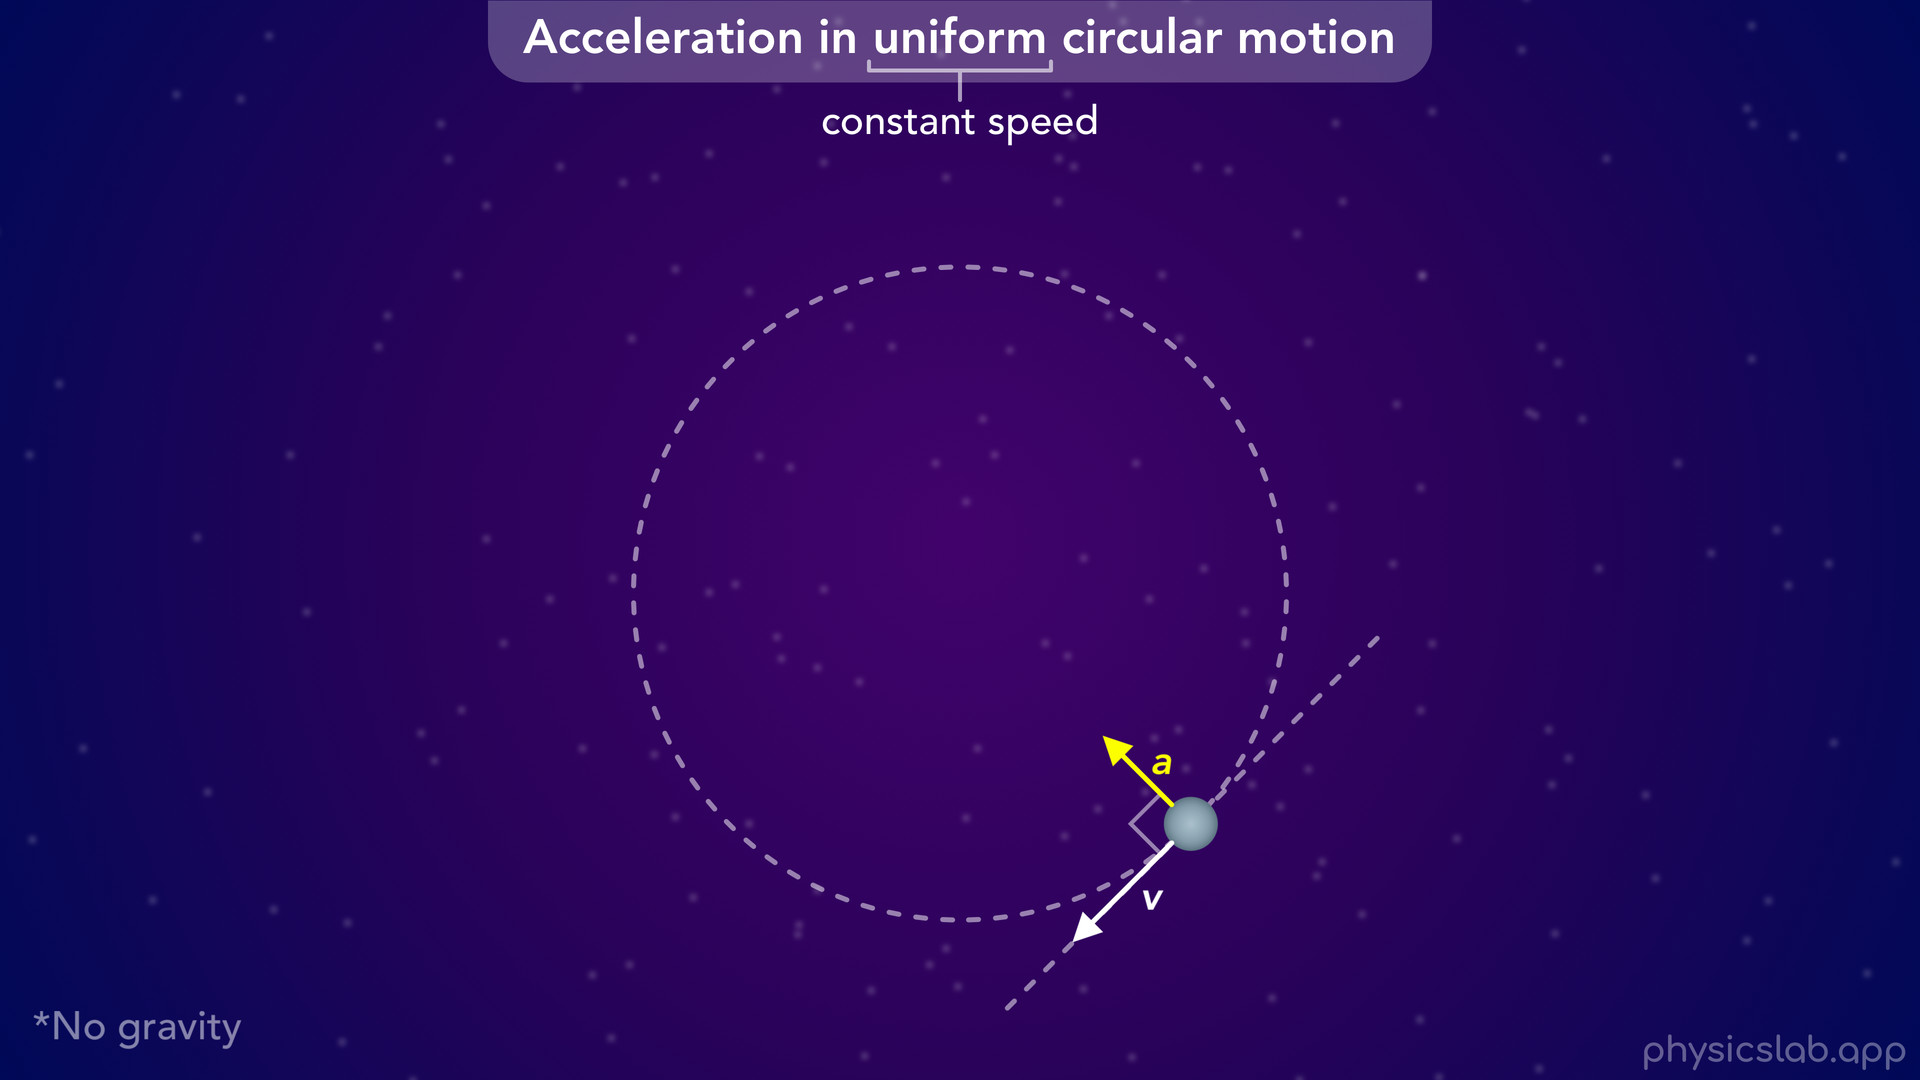 Acceleration in uniform circular motion
constant speed
a
v
*No gravity
physicslab.app